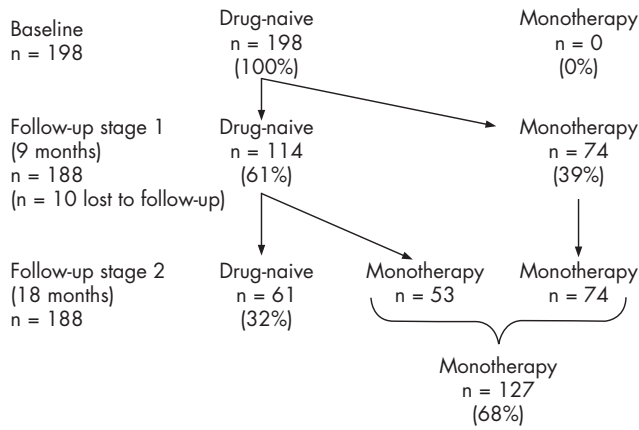 Baseline
n = 198
Drug-naive
n = 198
(100%)
Monotherapy
n = 0
(0%)
Follow-up stage 1
(9 months)
n = 188
(n = 10 lost to follow-up)
Drug-naive
n = 114
(61%)
Monotherapy
n = 74
(39%)
Follow-up stage 2
(18 months)
n = 188
Drug-naive
n = 61
(32%)
Monotherapy
n = 53
Monotherapy
n = 74
Monotherapy
n = 127
(68%)